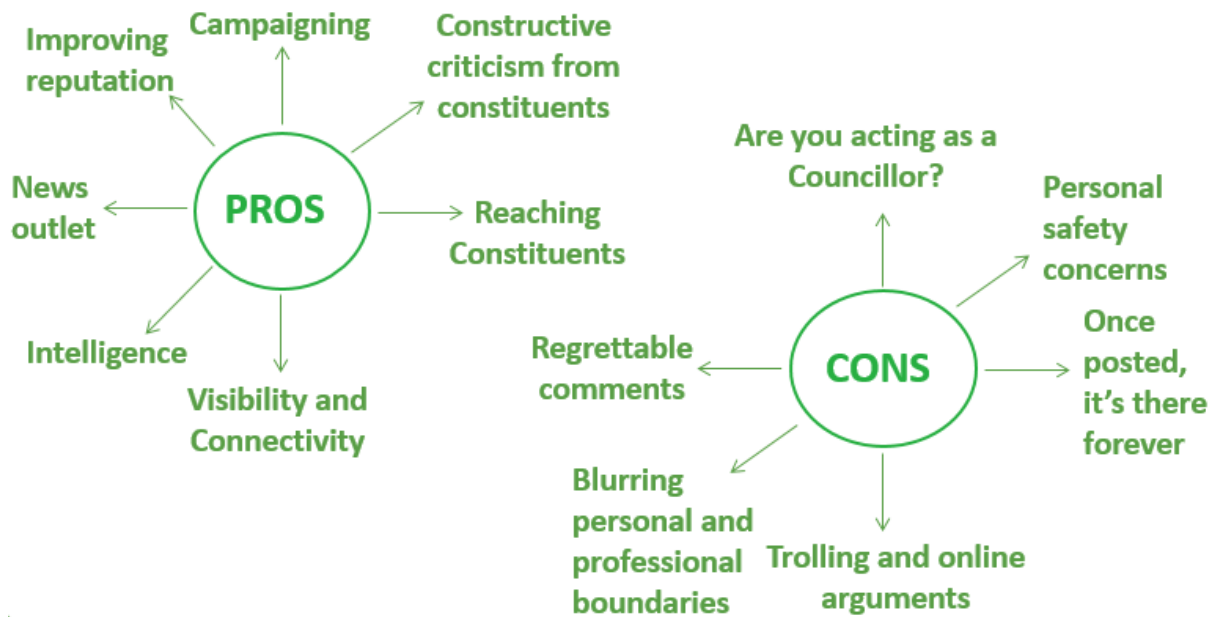 Campaigning
Improving
reputation
Constructive
criticism from
constituents
News
outlet
PROS
Reaching
Constituents
Intelligence
Visibility and
Connectivity
Are you acting as a
Councillor?
Personal
safety
concerns
Regrettable
comments
CONS
Once
posted,
it's there
forever
Blurring
personal and
professional
boundaries
Trolling and online
arguments